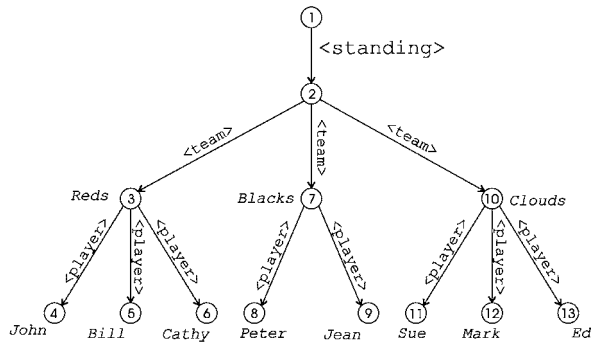 1
<standing>
2
<team> <team> <team>
Reds 3 Blacks 7 10 Clouds
<player> <player> <player> <player> <player> <player> <player> <player>
4 5 6 8 9 11 12 13
John Bill Cathy Peter Jean Sue Mark Ed